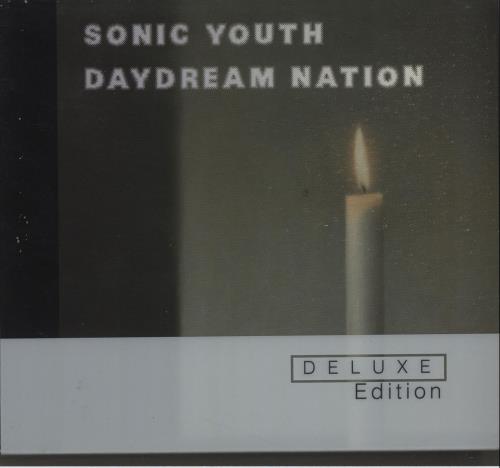 SONIC YOUTH
DAYDREAM NATION
DELUXE
Edition